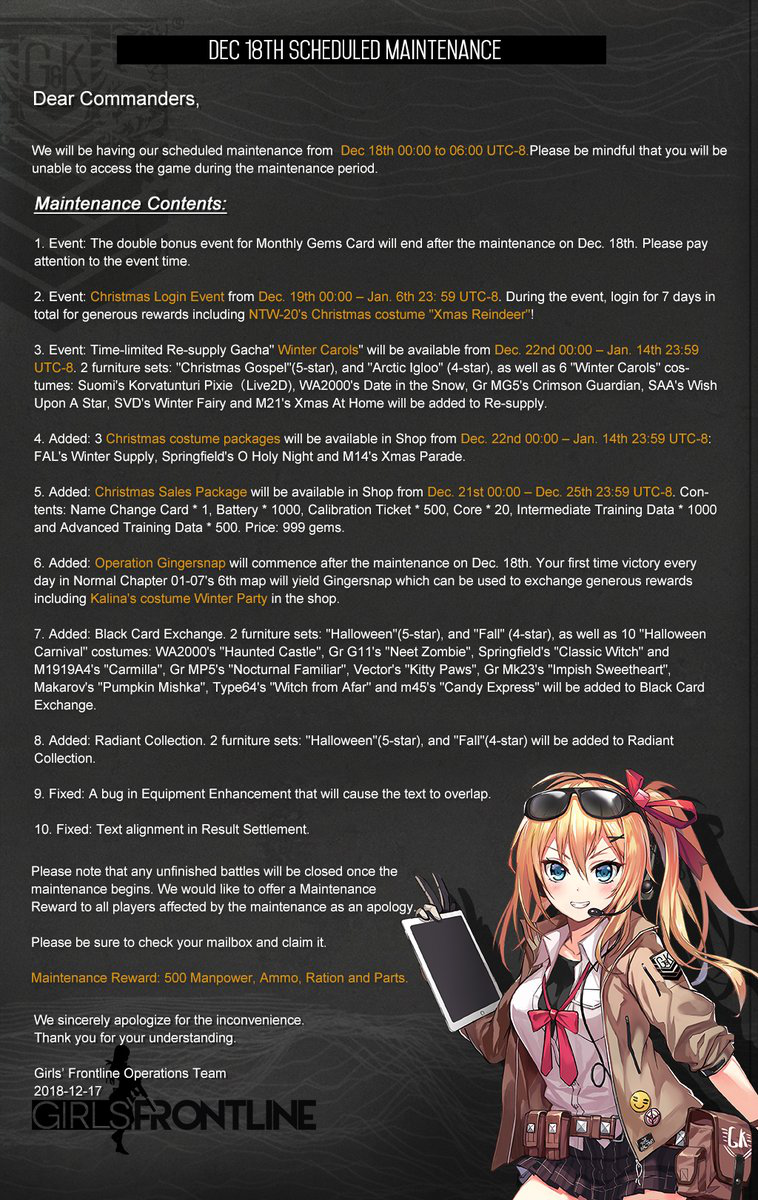 DEC 18TH SCHEDULED MAINTENANCE
Dear Commanders,
We will be having our scheduled maintenance from Dec 18th 00:00 to 06:00 UTC-8.Please be mindful that you will be
unable to access the game during the maintenance period.
Maintenance Contents:
1. Event: The double bonus event for Monthly Gems Card will end after the maintenance on Dec. 18th. Please pay
attention to the event time.
2. Event: Christmas Login Event from Dec. 19th 00:00 – Jan. 6th 23: 59 UTC-8. During the event, login for 7 days in
total for generous rewards including NTW-20's Christmas costume "Xmas Reindeer"!
3. Event: Time-limited Re-supply Gacha" Winter Carols" will be available from Dec. 22nd 00:00 – Jan. 14th 23:59
UTC-8. 2 furniture sets: "Christmas Gospel"(5-star), and "Arctic Igloo" (4-star), as well as 6 "Winter Carols" cos-
tumes: Suomi's Korvatunturi Pixie（Live2D), WA2000's Date in the Snow, Gr MG5's Crimson Guardian, SAA's Wish
Upon A Star, SVD's Winter Fairy and M21's Xmas At Home will be added to Re-supply.
4. Added: 3 Christmas costume packages will be available in Shop from Dec. 22nd 00:00 – Jan. 14th 23:59 UTC-8:
FAL's Winter Supply, Springfield's O Holy Night and M14's Xmas Parade.
5. Added: Christmas Sales Package will be available in Shop from Dec. 21st 00:00 – Dec. 25th 23:59 UTC-8. Con-
tents: Name Change Card * 1, Battery * 1000, Calibration Ticket * 500, Core * 20, Intermediate Training Data * 1000
and Advanced Training Data * 500. Price: 999 gems.
6. Added: Operation Gingersnap will commence after the maintenance on Dec. 18th. Your first time victory every
day in Normal Chapter 01-07's 6th map will yield Gingersnap which can be used to exchange generous rewards
including Kalina's costume Winter Party in the shop.
7. Added: Black Card Exchange. 2 furniture sets: "Halloween"(5-star), and "Fall" (4-star), as well as 10 "Halloween
Carnival" costumes: WA2000's "Haunted Castle", Gr G11's "Neet Zombie", Springfield's "Classic Witch" and
M1919A4's "Carmilla", Gr MP5's "Nocturnal Familiar", Vector's "Kitty Paws", Gr Mk23's "Impish Sweetheart",
Makarov's "Pumpkin Mishka", Type64's "Witch from Afar" and m45's "Candy Express" will be added to Black Card
Exchange.
8. Added: Radiant Collection. 2 furniture sets: "Halloween"(5-star), and "Fall"(4-star) will be added to Radiant
Collection.
9. Fixed: A bug in Equipment Enhancement that will cause the text to overlap.
10. Fixed: Text alignment in Result Settlement.
Please note that any unfinished battles will be closed once the
maintenance begins. We would like to offer a Maintenance
Reward to all players affected by the maintenance as an apology.
Please be sure to check your mailbox and claim it.
Maintenance Reward: 500 Manpower, Ammo, Ration and Parts.
We sincerely apologize for the inconvenience.
Thank you for your understanding.
Girls' Frontline Operations Team
2018-12-17
GIRLSFRONTLINE
G&K
GK